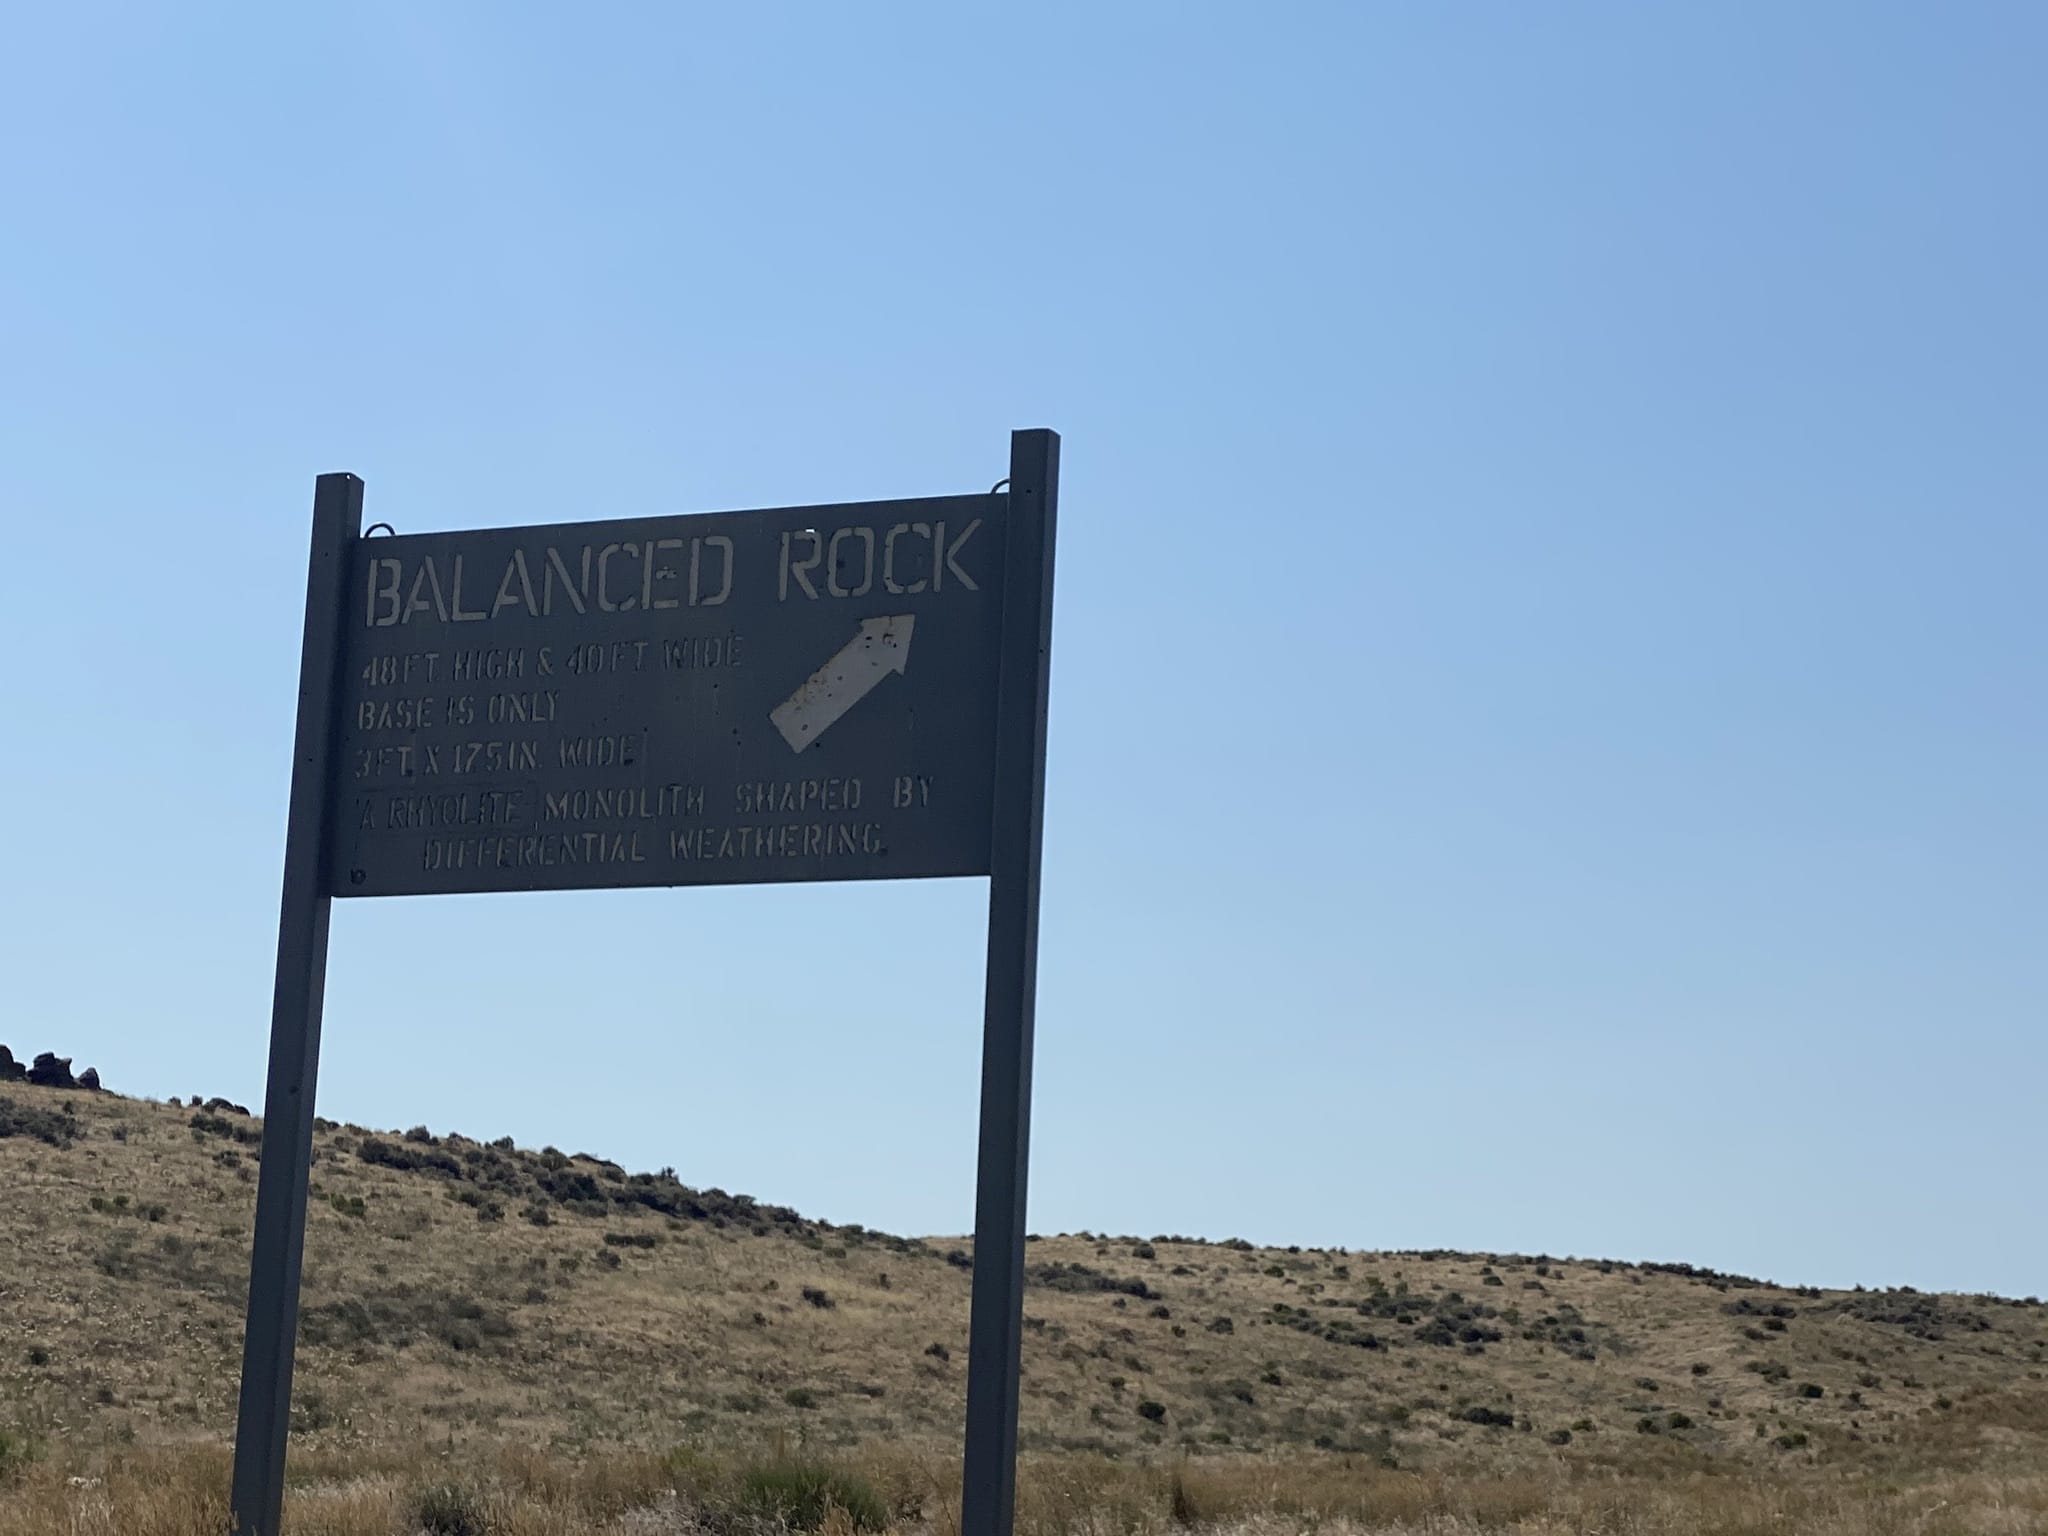 BALANCED ROCK
48 FT. HIGH & 40 FT WIDE
BASE IS ONLY
3 FT. X 17.5 IN. WIDE
A RHYOLITE MONOLITH SHAPED BY
DIFFERENTIAL WEATHERING